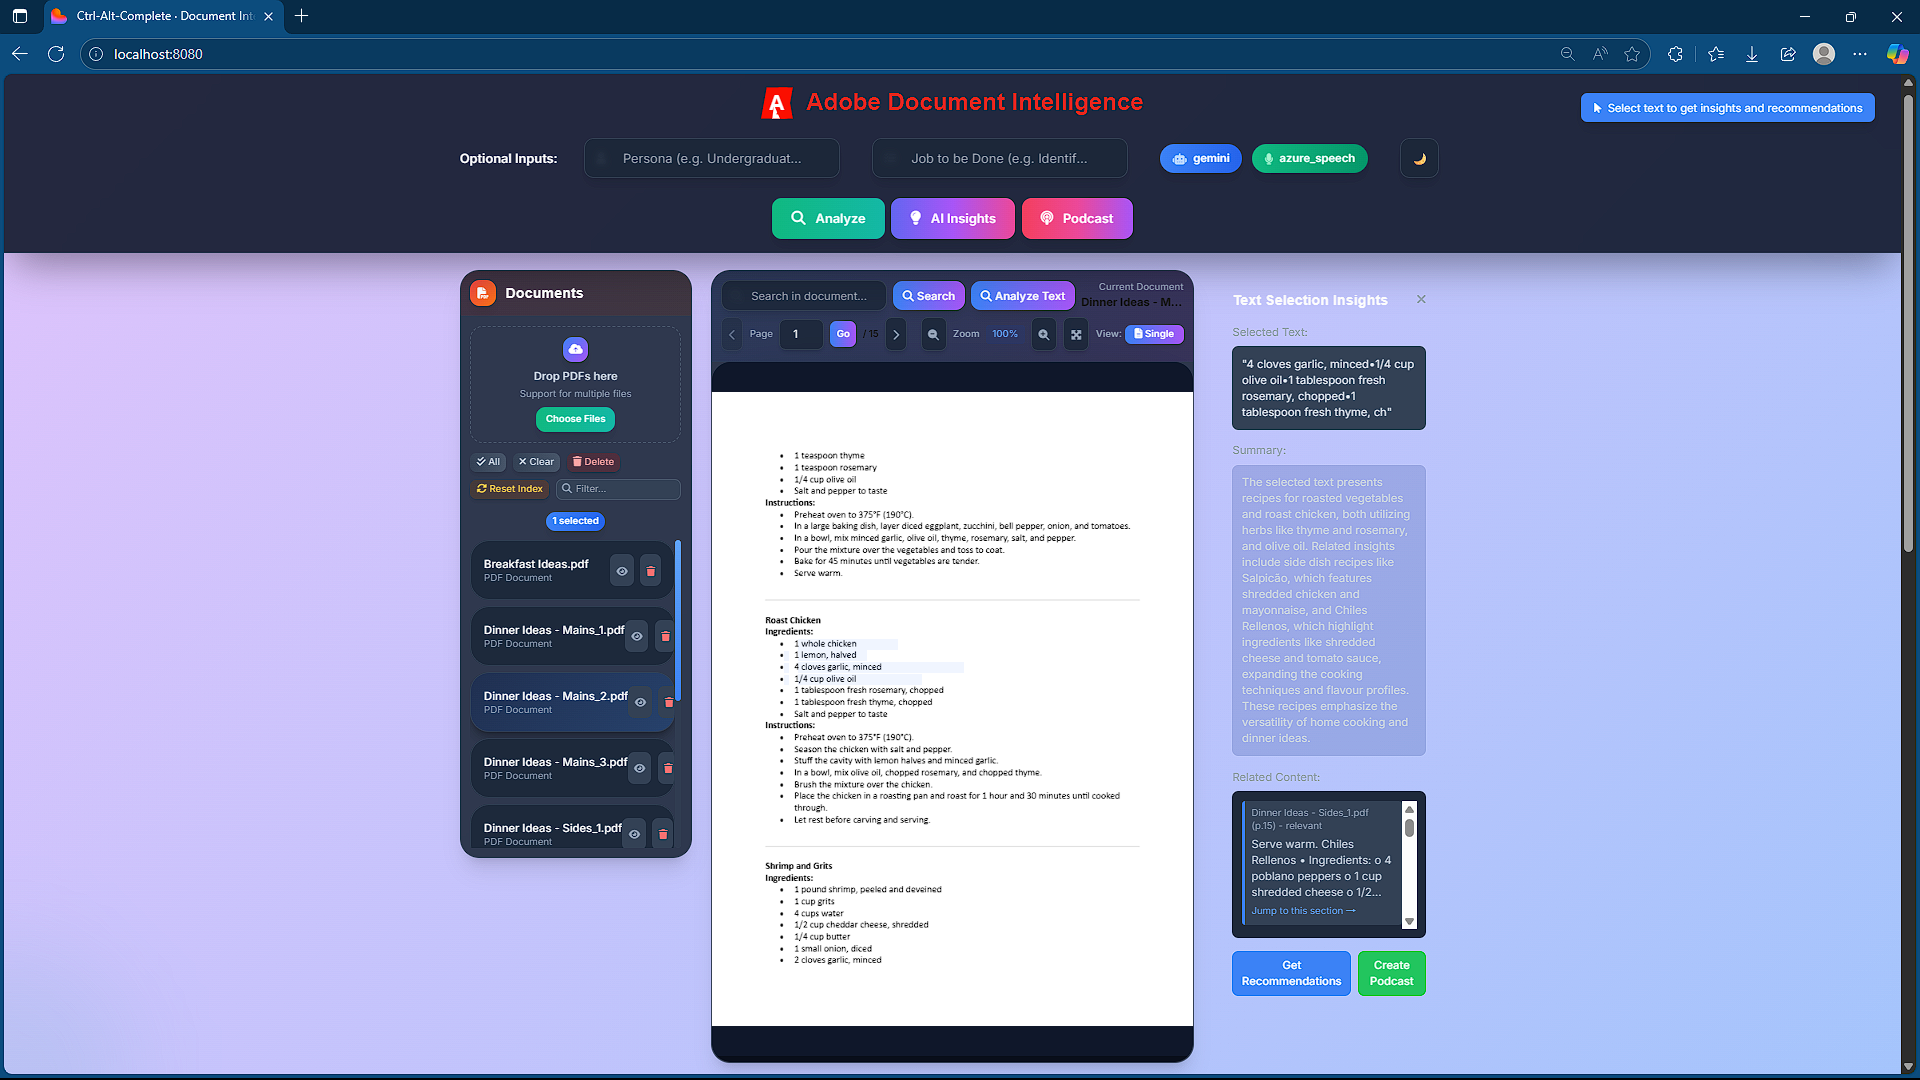 Ctrl-Alt-Complete · Document Int
localhost:8080
Adobe Document Intelligence
Select text to get insights and recommendations
Optional Inputs:
Persona (e.g. Undergraduat...
Job to be Done (e.g. Identif...
gemini
azure_speech
Analyze
AI Insights
Podcast
Documents
Drop PDFs here
Support for multiple files
Choose Files
All
Clear
Delete
Reset Index
Filter...
1 selected
Breakfast Ideas.pdf
PDF Document
Dinner Ideas - Mains_1.pdf
PDF Document
Dinner Ideas - Mains_2.pdf
PDF Document
Dinner Ideas - Mains_3.pdf
PDF Document
Dinner Ideas - Sides_1.pdf
PDF Document
Search in document...
Search
Analyze Text
Current Document
Dinner Ideas - M...
Page
1
Go
/ 15
Zoom
100%
View:
Single
• 1 teaspoon thyme
• 1 teaspoon rosemary
• 1/4 cup olive oil
• Salt and pepper to taste
Instructions:
• Preheat oven to 375°F (190°C).
• In a large baking dish, layer diced eggplant, zucchini, bell pepper, onion, and tomatoes.
• In a bowl, mix minced garlic, olive oil, thyme, rosemary, salt, and pepper.
• Pour the mixture over the vegetables and toss to coat.
• Bake for 45 minutes until vegetables are tender.
• Serve warm.
Roast Chicken
Ingredients:
• 1 whole chicken
• 1 lemon, halved
• 4 cloves garlic, minced
• 1/4 cup olive oil
• 1 tablespoon fresh rosemary, chopped
• 1 tablespoon fresh thyme, chopped
• Salt and pepper to taste
Instructions:
• Preheat oven to 375°F (190°C).
• Season the chicken with salt and pepper.
• Stuff the cavity with lemon halves and minced garlic.
• In a bowl, mix olive oil, chopped rosemary, and chopped thyme.
• Brush the mixture over the chicken.
• Place the chicken in a roasting pan and roast for 1 hour and 30 minutes until cooked
through.
• Let rest before carving and serving.
Shrimp and Grits
Ingredients:
• 1 pound shrimp, peeled and deveined
• 1 cup grits
• 4 cups water
• 1/2 cup cheddar cheese, shredded
• 1/4 cup butter
• 1 small onion, diced
• 2 cloves garlic, minced
Text Selection Insights
Selected Text:
"4 cloves garlic, minced•1/4 cup
olive oil•1 tablespoon fresh
rosemary, chopped•1
tablespoon fresh thyme, ch"
Summary:
The selected text presents
recipes for roasted vegetables
and roast chicken, both utilizing
herbs like thyme and rosemary,
and olive oil. Related insights
include side dish recipes like
Salpicão, which features
shredded chicken and
mayonnaise, and Chiles
Rellenos, which highlight
ingredients like shredded
cheese and tomato sauce,
expanding the cooking
techniques and flavour profiles.
These recipes emphasize the
versatility of home cooking and
dinner ideas.
Related Content:
Dinner Ideas - Sides_1.pdf
(p.15) - relevant
Serve warm. Chiles
Rellenos • Ingredients: o 4
poblano peppers o 1 cup
shredded cheese o 1/2...
Jump to this section →
Get
Recommendations
Create
Podcast